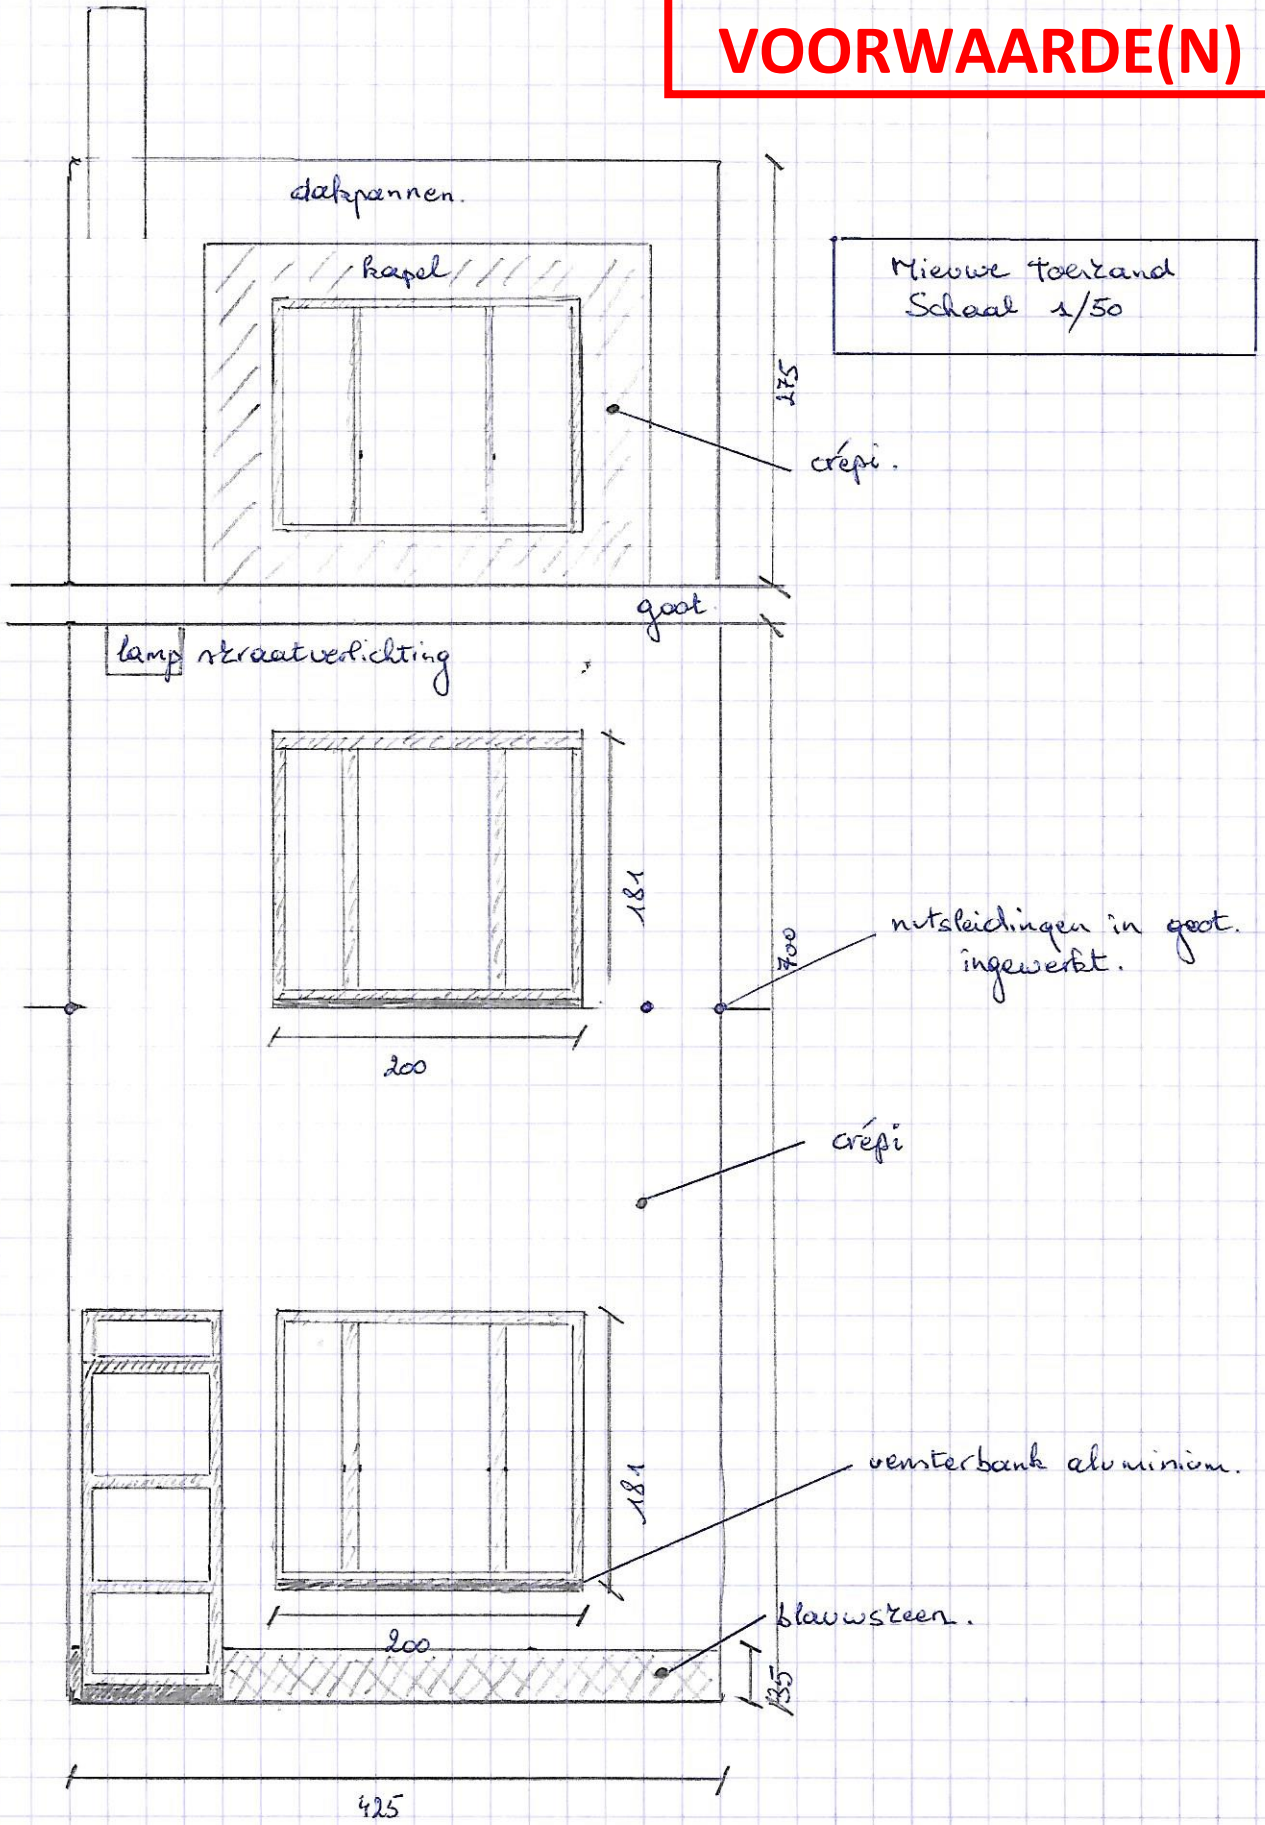 VOORWAARDE(N)
dakpannen.
kapel
Nieuwe toestand
Schaal 1/50
275
crépi.
goot
lamp straatverlichting
181
700
nutsleidingen in goot.
ingewerkt.
200
crépi
181
vensterbank aluminium.
200
blauwsteen.
135
425